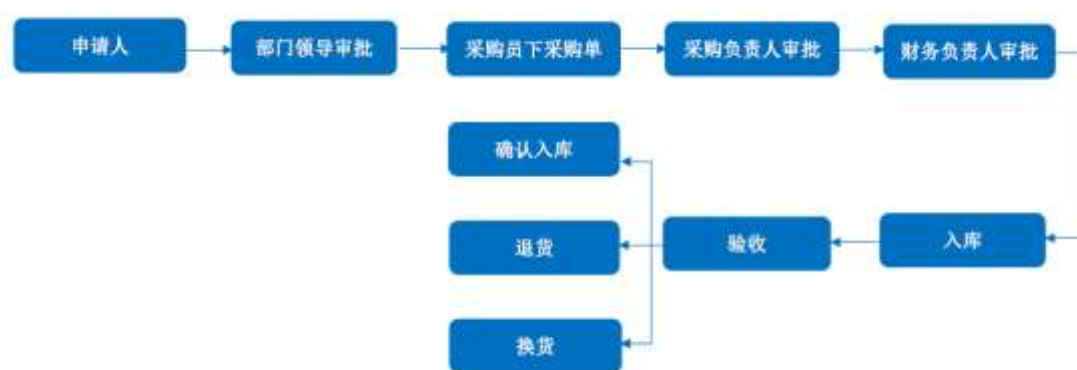 申请人
部门领导审批
采购员下采购单
采购负责人审批
财务负责人审批
入库
验收
确认入库
退货
换货